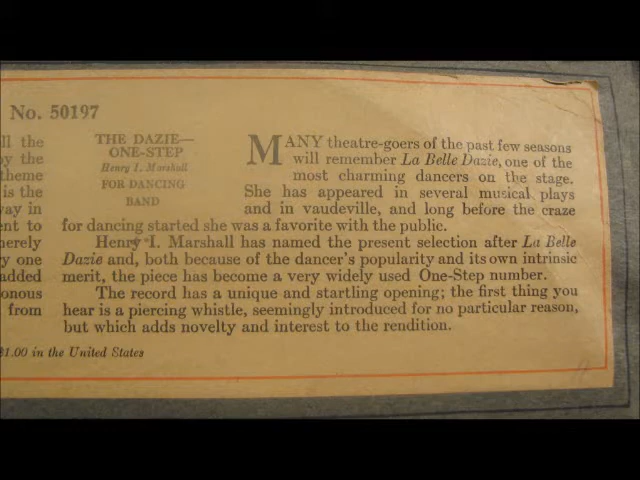 No. 50197
ll the
by the
theme
is the
way in
ent to
merely
y one
added
onous
from
$1.00 in the United States
THE DAZIE—
ONE-STEP
Henry I. Marshall
FOR DANCING
BAND
MANY theatre-goers of the past few seasons
will remember La Belle Dazie, one of the
most charming dancers on the stage.
She has appeared in several musical plays
and in vaudeville, and long before the craze
for dancing started she was a favorite with the public.
Henry I. Marshall has named the present selection after La Belle
Dazie and, both because of the dancer's popularity and its own intrinsic
merit, the piece has become a very widely used One-Step number.
The record has a unique and startling opening; the first thing you
hear is a piercing whistle, seemingly introduced for no particular reason,
but which adds novelty and interest to the rendition.